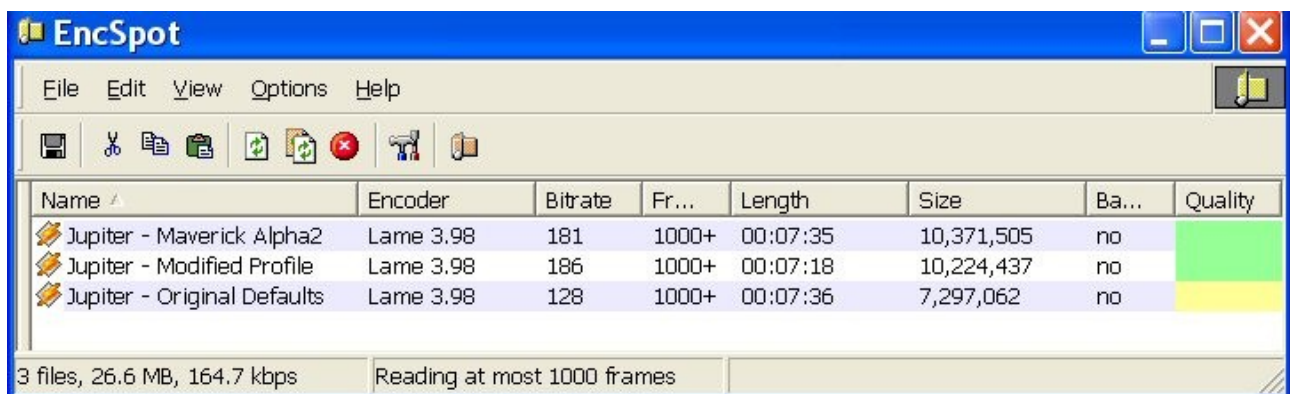 EncSpot
File Edit View Options Help
Name Encoder Bitrate Fr... Length Size Ba... Quality
Jupiter - Maverick Alpha2 Lame 3.98 181 1000+ 00:07:35 10,371,505 no
Jupiter - Modified Profile Lame 3.98 186 1000+ 00:07:18 10,224,437 no
Jupiter - Original Defaults Lame 3.98 128 1000+ 00:07:36 7,297,062 no
3 files, 26.6 MB, 164.7 kbps Reading at most 1000 frames